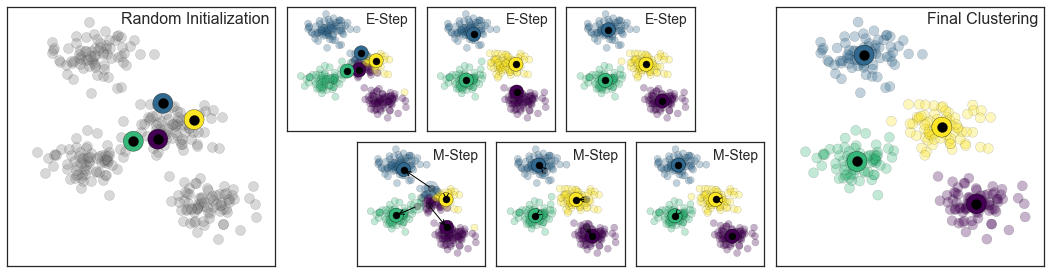 Random Initialization
E-Step
E-Step
E-Step
Final Clustering
M-Step
M-Step
M-Step